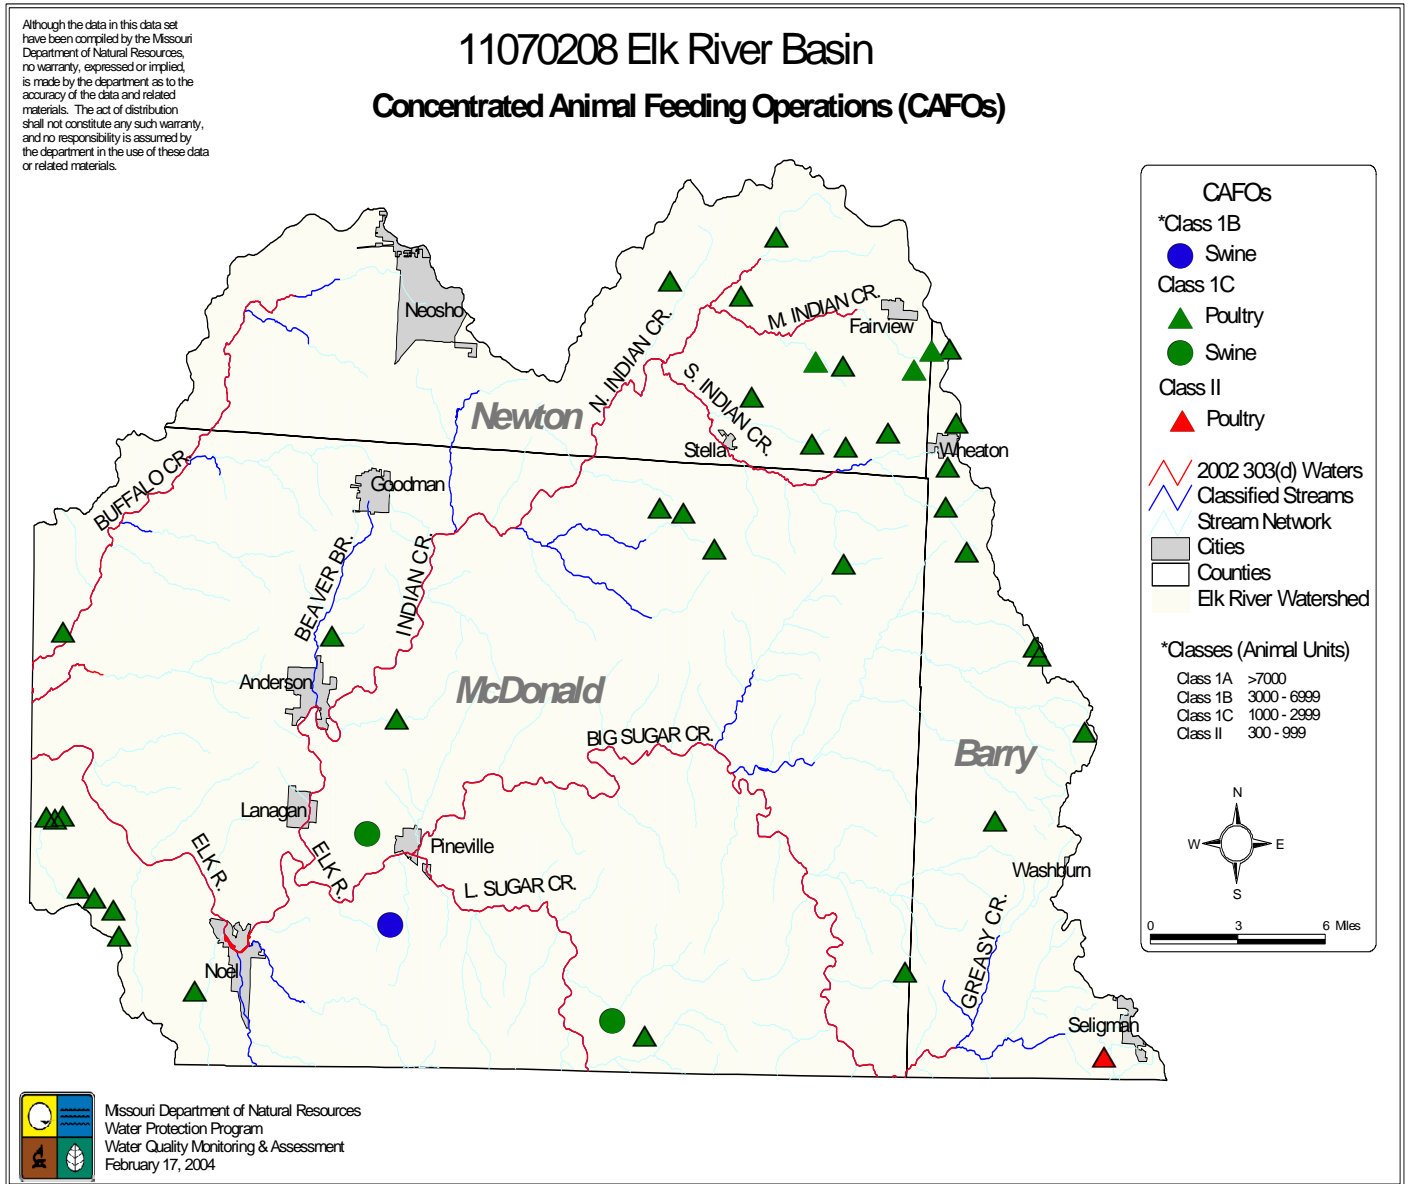 Although the data in this data set
have been compiled by the Missouri
Department of Natural Resources,
no warranty, expressed or implied,
is made by the department as to the
accuracy of the data and related
materials. The act of distribution
shall not constitute any such warranty,
and no responsibility is assumed by
the department in the use of these data
or related materials.
11070208 Elk River Basin
Concentrated Animal Feeding Operations (CAFOs)
CAFOs
*Class 1B
Swine
Class 1C
Poultry
Swine
Class II
Poultry
2002 303(d) Waters
Classified Streams
Stream Network
Cities
Counties
Elk River Watershed
*Classes (Animal Units)
Class 1A >7000
Class 1B 3000 - 6999
Class 1C 1000 - 2999
Class II 300 - 999
N
W E
S
0 3 6 Miles
Neosho
N. INDIAN CR.
M. INDIAN CR.
Fairview
S. INDIAN CR.
Newton
Stella
Wheaton
BUFFALO CR.
Goodman
BEAVER BR.
INDIAN CR.
Anderson
McDonald
BIG SUGAR CR.
Barry
Lanagan
ELK R.
ELK R.
Pineville
L. SUGAR CR.
Washburn
GREASY CR.
Noel
Seligman
Missouri Department of Natural Resources
Water Protection Program
Water Quality Monitoring & Assessment
February 17, 2004